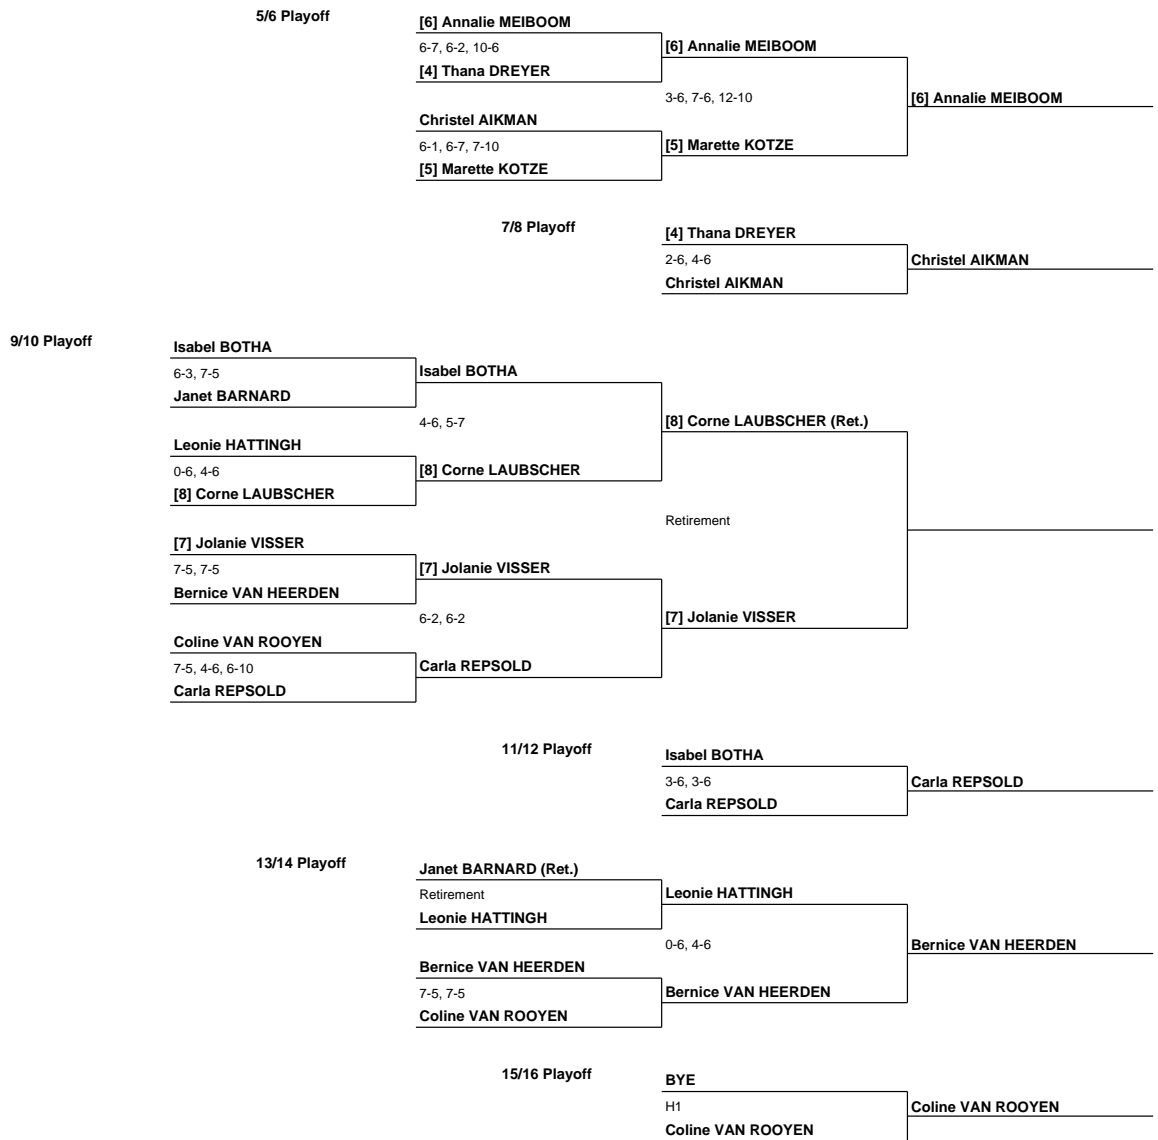 5/6 Playoff
[6] Annalie MEIBOOM
6-7, 6-2, 10-6
[4] Thana DREYER
[6] Annalie MEIBOOM
3-6, 7-6, 12-10
[6] Annalie MEIBOOM
Christel AIKMAN
6-1, 6-7, 7-10
[5] Marette KOTZE
[5] Marette KOTZE
7/8 Playoff
[4] Thana DREYER
2-6, 4-6
Christel AIKMAN
Christel AIKMAN
9/10 Playoff
Isabel BOTHA
6-3, 7-5
Janet BARNARD
Isabel BOTHA
4-6, 5-7
[8] Corne LAUBSCHER (Ret.)
Leonie HATTINGH
0-6, 4-6
[8] Corne LAUBSCHER
[8] Corne LAUBSCHER
Retirement
[7] Jolanie VISSER
7-5, 7-5
Bernice VAN HEERDEN
[7] Jolanie VISSER
6-2, 6-2
[7] Jolanie VISSER
Coline VAN ROOYEN
7-5, 4-6, 6-10
Carla REPSOLD
Carla REPSOLD
11/12 Playoff
Isabel BOTHA
3-6, 3-6
Carla REPSOLD
Carla REPSOLD
13/14 Playoff
Janet BARNARD (Ret.)
Retirement
Leonie HATTINGH
Leonie HATTINGH
0-6, 4-6
Bernice VAN HEERDEN
Bernice VAN HEERDEN
7-5, 7-5
Coline VAN ROOYEN
Bernice VAN HEERDEN
15/16 Playoff
BYE
H1
Coline VAN ROOYEN
Coline VAN ROOYEN